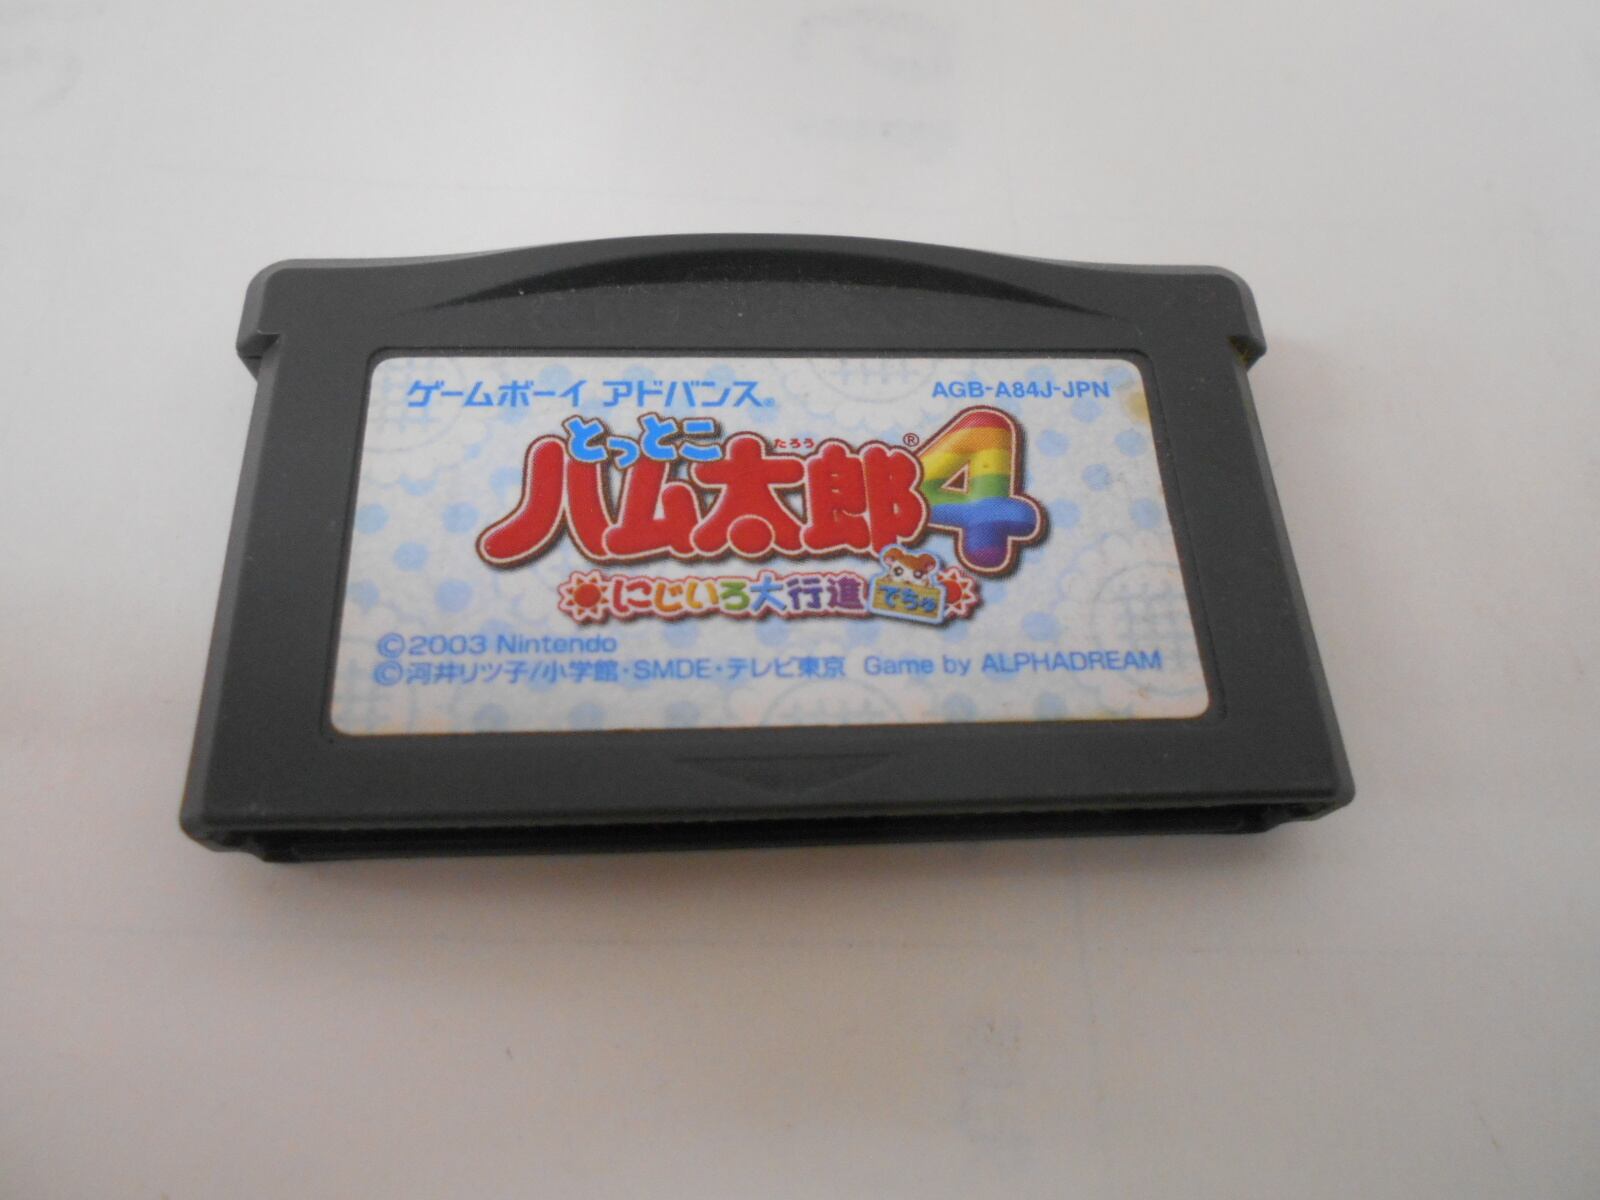 ゲームボーイ アドバンス®
AGB-A84J-JPN
とっとこ
たろう
ハム太郎®4
にじいろ大行進
でちゅ
©2003 Nintendo
©河井リツ子/小学館・SMDE・テレビ東京 Game by ALPHADREAM